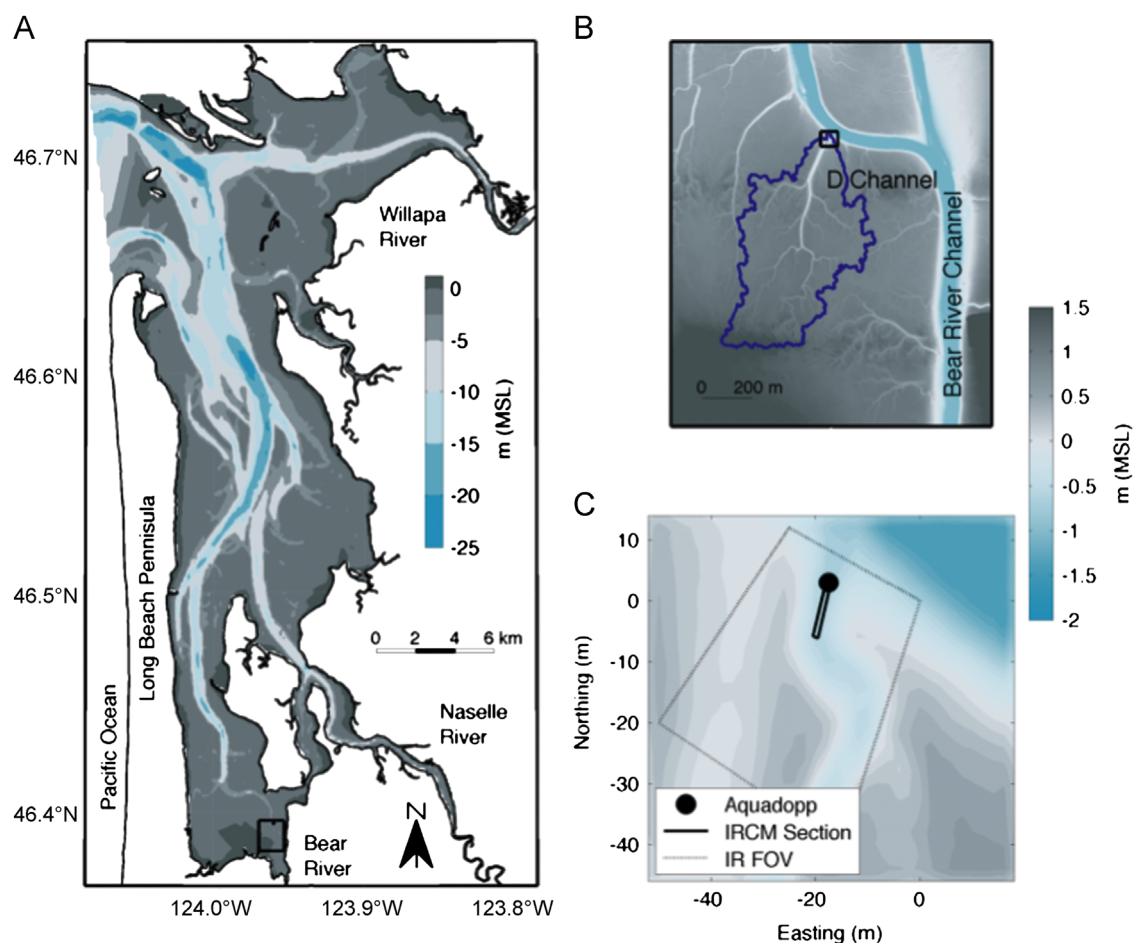 A
46.7°N
46.6°N
46.5°N
46.4°N
124.0°W
123.9°W
123.8°W
Willapa
River
0
-5
-10
-15
-20
-25
m (MSL)
0 2 4 6 km
Long Beach Pennisula
Pacific Ocean
Naselle
River
N
Bear
River
B
D Channel
Bear River Channel
0 200 m
1.5
1
0.5
0
-0.5
-1
-1.5
-2
m (MSL)
C
10
0
-10
-20
-30
-40
Northing (m)
Aquadopp
IRCM Section
IR FOV
-40
-20
0
Easting (m)